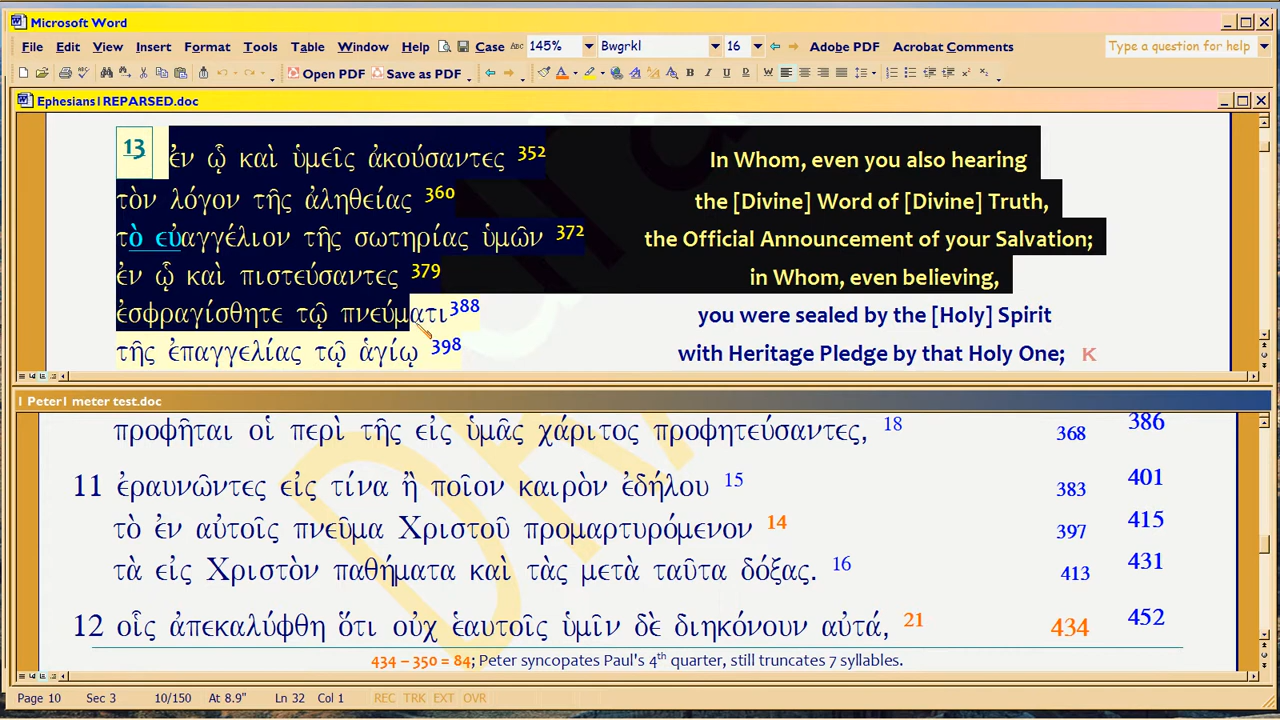 Microsoft Word
File Edit View Insert Format Tools Table Window Help Case ABC 145% Bwgrkl 16 Adobe PDF Acrobat Comments Type a question for help
Open PDF Save as PDF B I U W
Ephesians1REPARSED.doc
13 ἐν ᾧ καὶ ὑμεῖς ἀκούσαντες 352 In Whom, even you also hearing
τὸν λόγον τῆς ἀληθείας 360 the [Divine] Word of [Divine] Truth,
τὸ εὐαγγέλιον τῆς σωτηρίας ὑμῶν 372 the Official Announcement of your Salvation;
ἐν ᾧ καὶ πιστεύσαντες 379 in Whom, even believing,
ἐσφραγίσθητε τῷ πνεύματι 388 you were sealed by the [Holy] Spirit
τῆς ἐπαγγελίας τῷ ἁγίῳ 398 with Heritage Pledge by that Holy One; K
1 Peter1 meter test.doc
προφῆται οἱ περὶ τῆς εἰς ὑμᾶς χάριτος προφητεύσαντες, 18 368 386
11 ἐραυνῶντες εἰς τίνα ἢ ποῖον καιρὸν ἐδήλου 15 383 401
τὸ ἐν αὐτοῖς πνεῦμα Χριστοῦ προμαρτυρόμενον 14 397 415
τὰ εἰς Χριστὸν παθήματα καὶ τὰς μετὰ ταῦτα δόξας. 16 413 431
12 οἷς ἀπεκαλύφθη ὅτι οὐχ ἑαυτοῖς ὑμῖν δὲ διηκόνουν αὐτά, 21 434 452
434 – 350 = 84; Peter syncopates Paul's 4th quarter, still truncates 7 syllables.
Page 10 Sec 3 10/150 At 8.9" Ln 32 Col 1 REC TRK EXT OVR